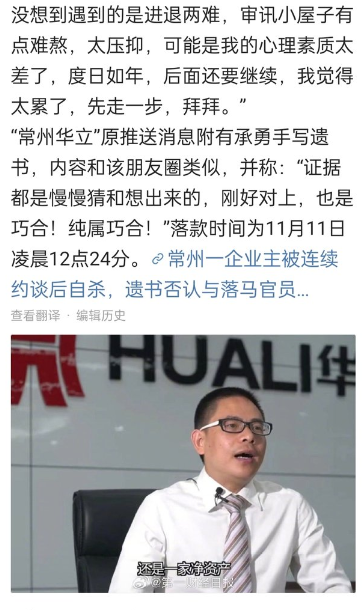 没想到遇到的是进退两难，审讯小屋子有
点难熬，太压抑，可能是我的心理素质太
差了，度日如年，后面还要继续，我觉得
太累了，先走一步，拜拜。”
“常州华立”原推送消息附有承勇手写遗
书，内容和该朋友圈类似，并称：“证据
都是慢慢猜和想出来的，刚好对上，也是
巧合！纯属巧合！”落款时间为11月11日
凌晨12点24分。常州一企业主被连续
约谈后自杀，遗书否认与落马官员...
查看翻译 · 编辑历史
HUALI华
还是一家净资产